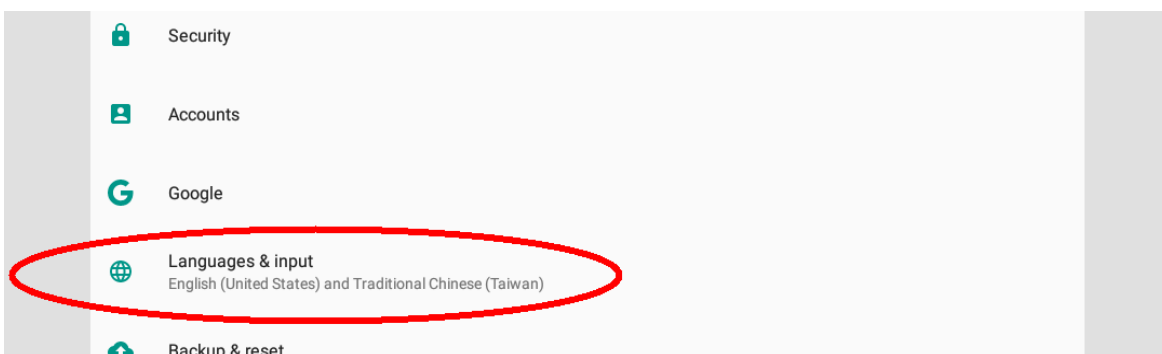 Security
Accounts
Google
Languages & input
English (United States) and Traditional Chinese (Taiwan)
Backup & reset